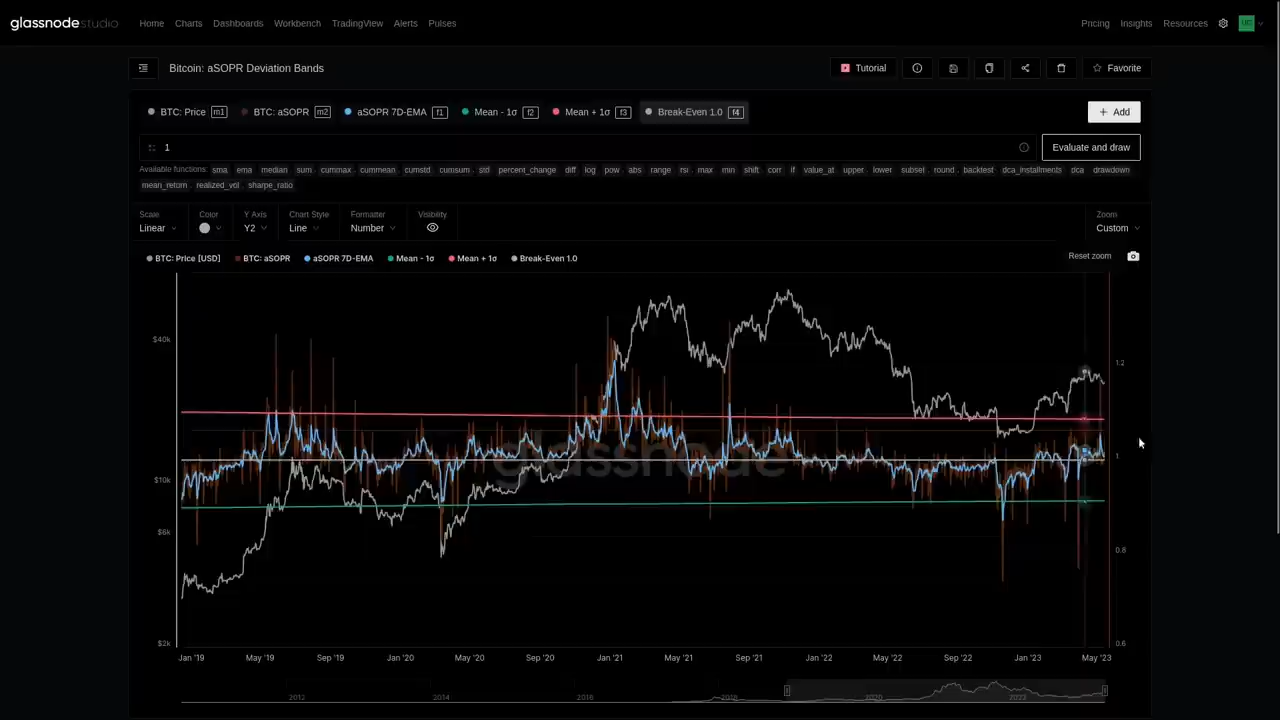 glassnodestudio Home Charts Dashboards Workbench TradingView Alerts Pulses Pricing Insights Resources
Bitcoin: aSOPR Deviation Bands Tutorial Favorite
BTC: Price m1 BTC: aSOPR m2 aSOPR 7D-EMA f1 Mean - 1σ f2 Mean + 1σ f3 Break-Even 1.0 f4 + Add
1 Evaluate and draw
Available functions: sma ema median sum cummax cummean cumstd cumsum std percent_change diff log pow abs range rsi max min shift corr if value_at upper lower subset round backtest dca_installments dca drawdown
mean_return realized_vol sharpe_ratio
Scale Color Y Axis Chart Style Formatter Visibility Zoom
Linear Y2 Line Number Custom
BTC: Price [USD] BTC: aSOPR aSOPR 7D-EMA Mean - 1σ Mean + 1σ Break-Even 1.0 Reset zoom
$40k
1.2
glassnode
1
$10k
$6k
0.8
$2k 0.6
Jan '19 May '19 Sep '19 Jan '20 May '20 Sep '20 Jan '21 May '21 Sep '21 Jan '22 May '22 Sep '22 Jan '23 May '23
2012 2014 2016 2018 2020 2022